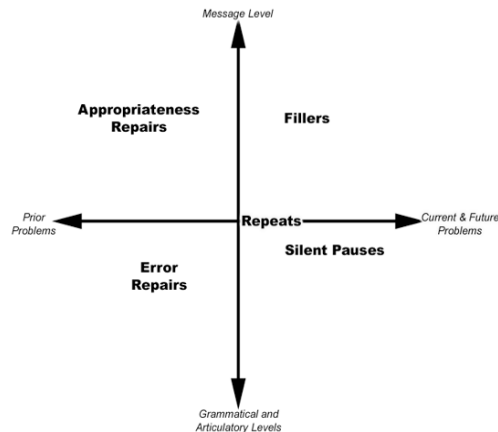 Message Level
Appropriateness
Repairs
Fillers
Prior
Problems
Repeats
Current & Future
Problems
Silent Pauses
Error
Repairs
Grammatical and
Articulatory Levels